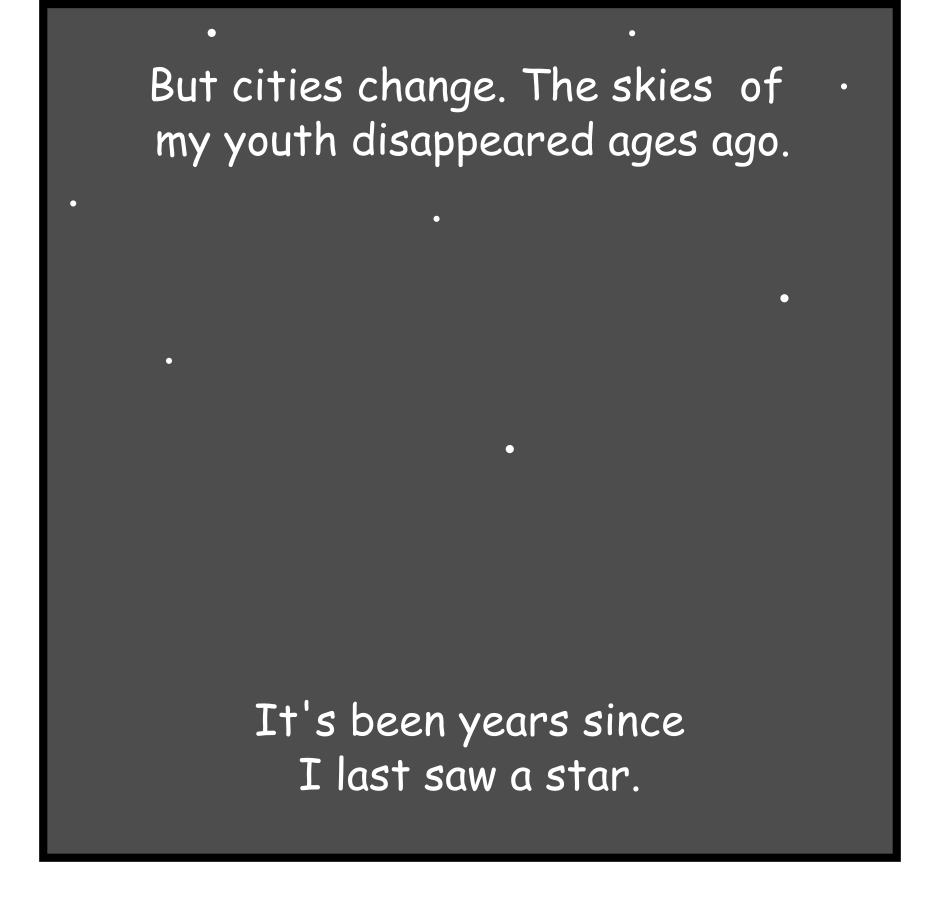 But cities change. The skies  of
my youth disappeared ages ago.
It's been years since
I last saw a star.